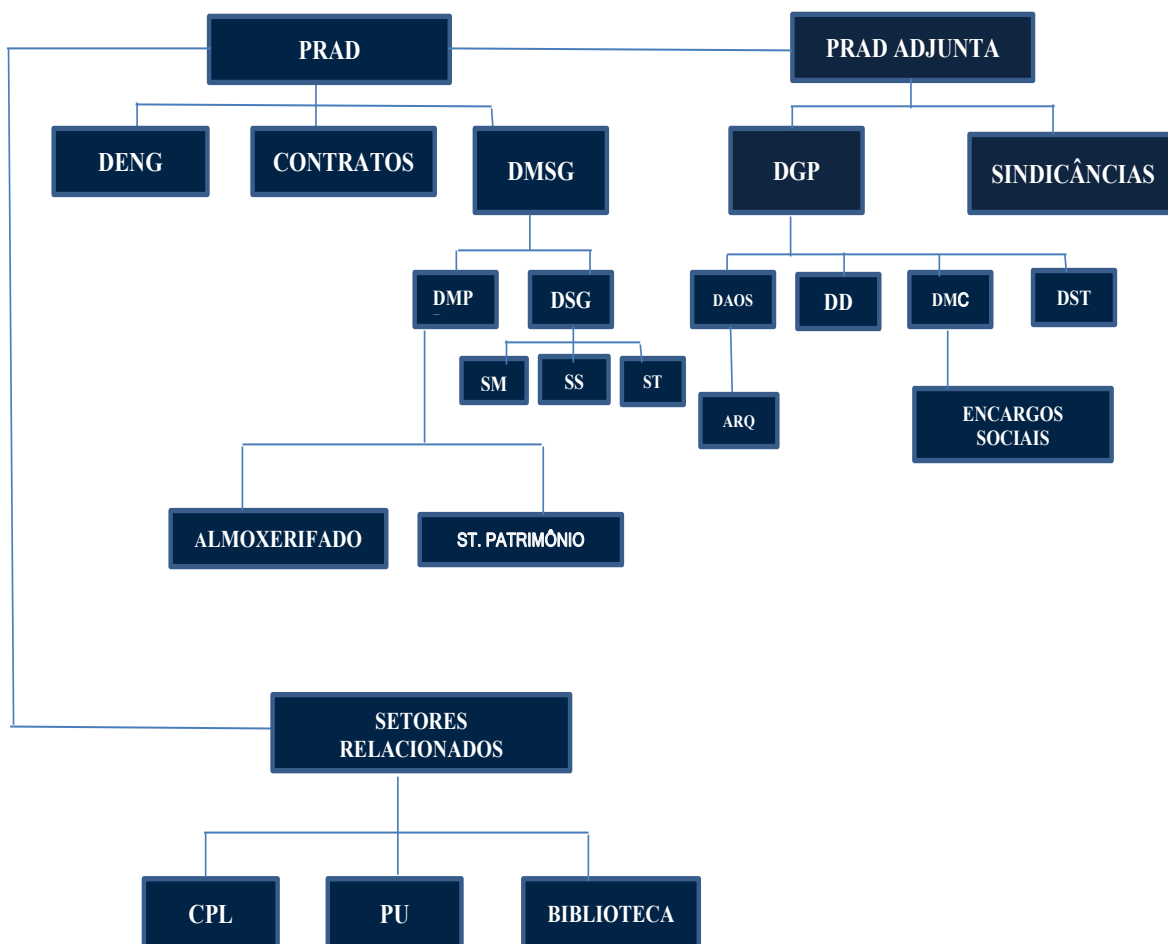 PRAD
PRAD ADJUNTA
DENG
CONTRATOS
DMSG
DGP
SINDICÂNCIAS
DMP
DSG
DAOS
DD
DMC
DST
SM
SS
ST
ARQ
ENCARGOS
SOCIAIS
ALMOXERIFADO
ST. PATRIMÔNIO
SETORES
RELACIONADOS
CPL
PU
BIBLIOTECA